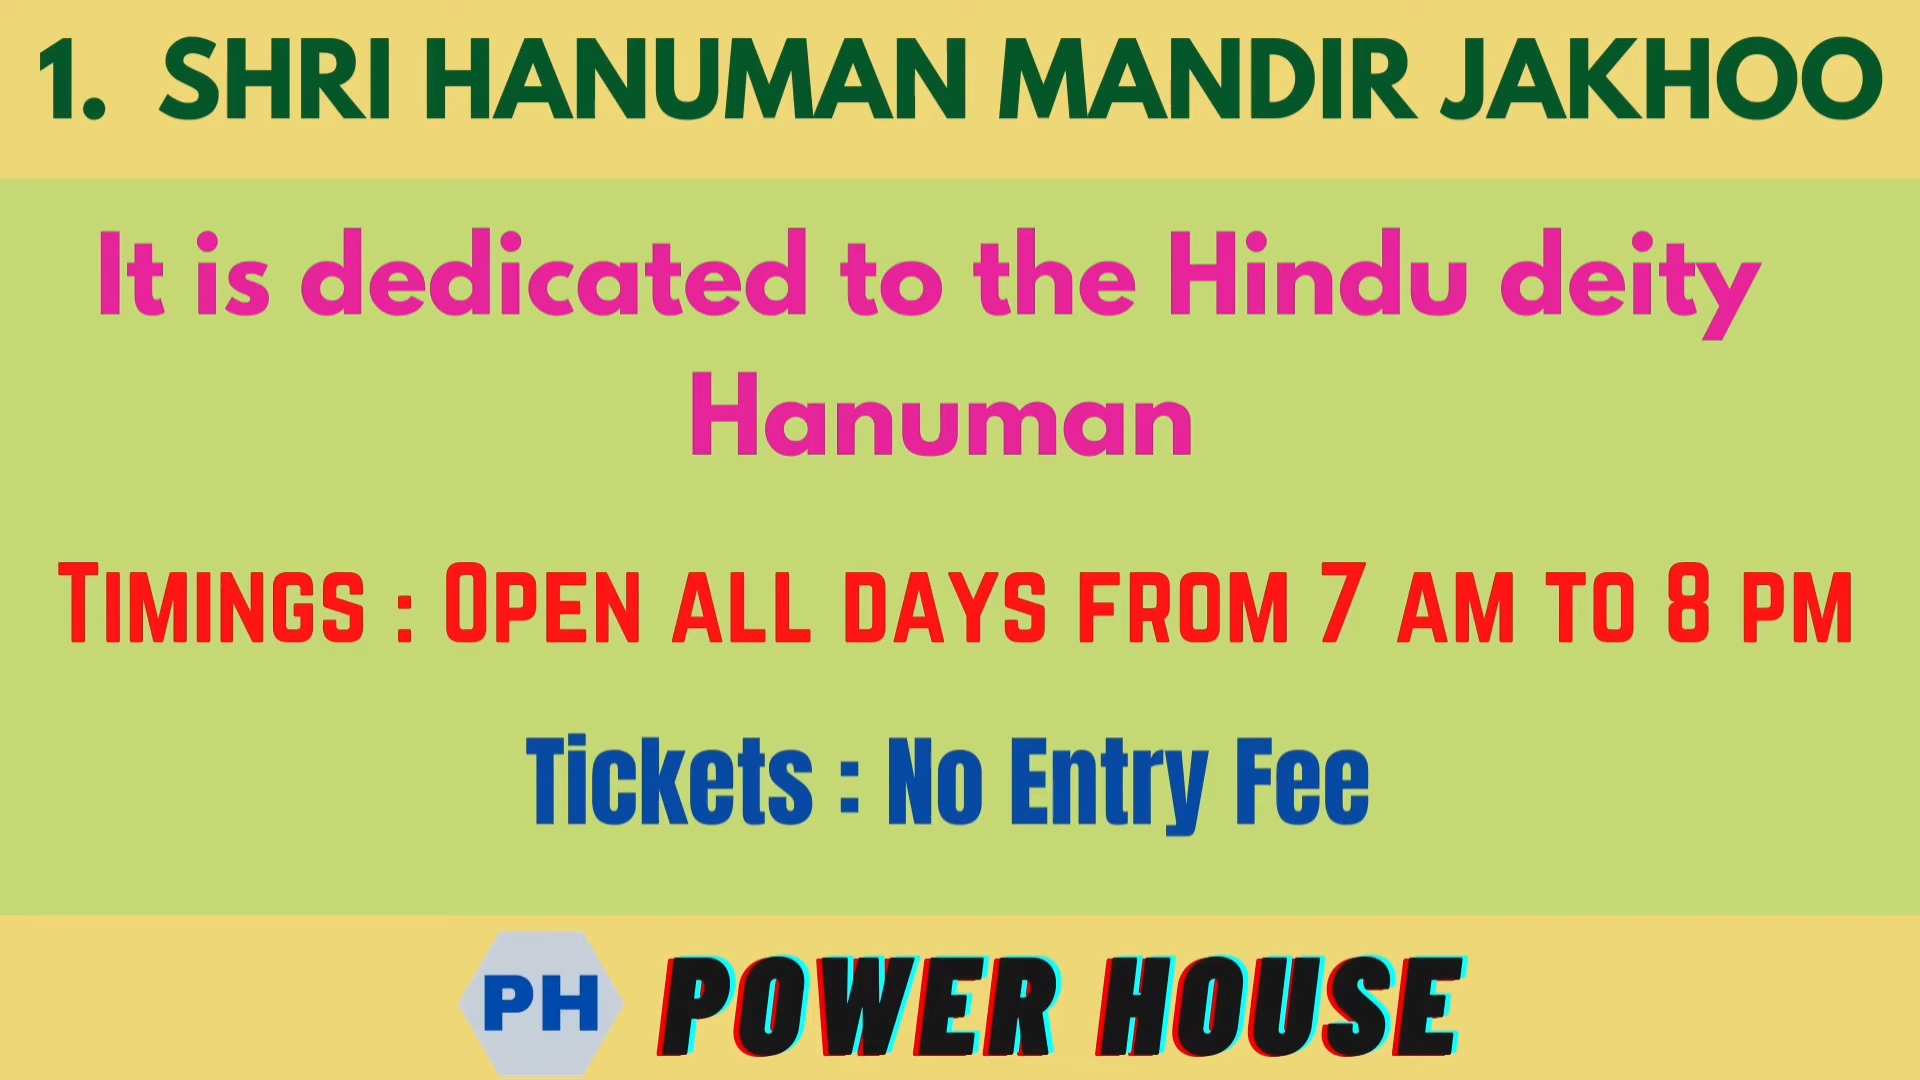 1. SHRI HANUMAN MANDIR JAKHOO
It is dedicated to the Hindu deity
Hanuman
TIMINGS : OPEN ALL DAYS FROM 7 AM TO 8 PM
Tickets : No Entry Fee
PH POWER HOUSE